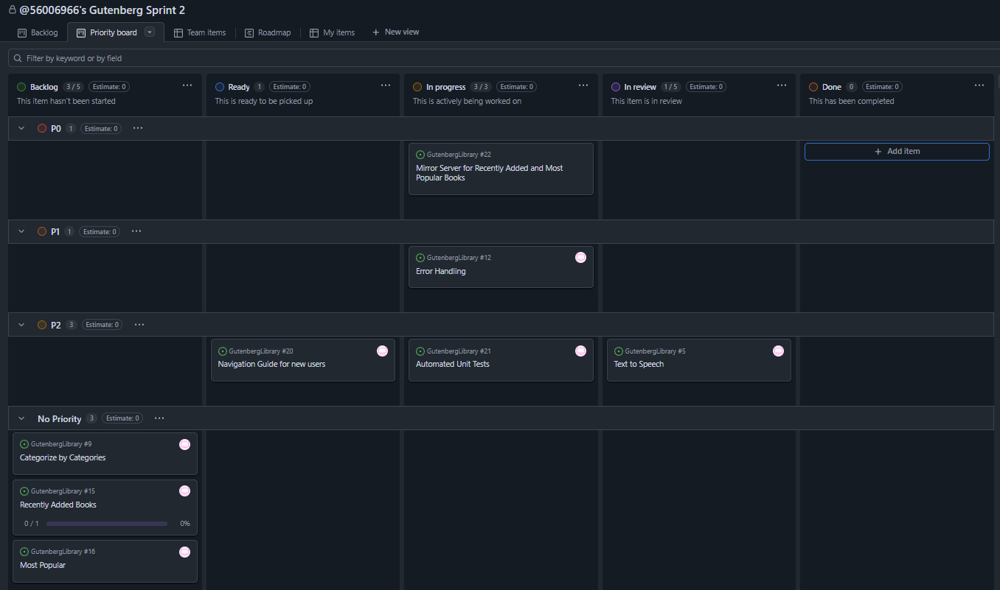 @56006966's Gutenberg Sprint 2
Backlog Priority board Team items Roadmap My items + New view
Filter by keyword or by field
Backlog 3 / 5 Estimate: 0 ...
This item hasn't been started
Ready 1 Estimate: 0 ...
This is ready to be picked up
In progress 3 / 3 Estimate: 0 ...
This is actively being worked on
In review 1 / 5 Estimate: 0 ...
This item is in review
Done 0 Estimate: 0 ...
This has been completed
P0 1 Estimate: 0 ...
GutenbergLibrary #22
Mirror Server for Recently Added and Most
Popular Books
+ Add item
P1 1 Estimate: 0 ...
GutenbergLibrary #12
Error Handling
P2 3 Estimate: 0 ...
GutenbergLibrary #20
Navigation Guide for new users
GutenbergLibrary #21
Automated Unit Tests
GutenbergLibrary #5
Text to Speech
No Priority 3 Estimate: 0 ...
GutenbergLibrary #9
Categorize by Categories
GutenbergLibrary #15
Recently Added Books
0 / 1 0%
GutenbergLibrary #16
Most Popular